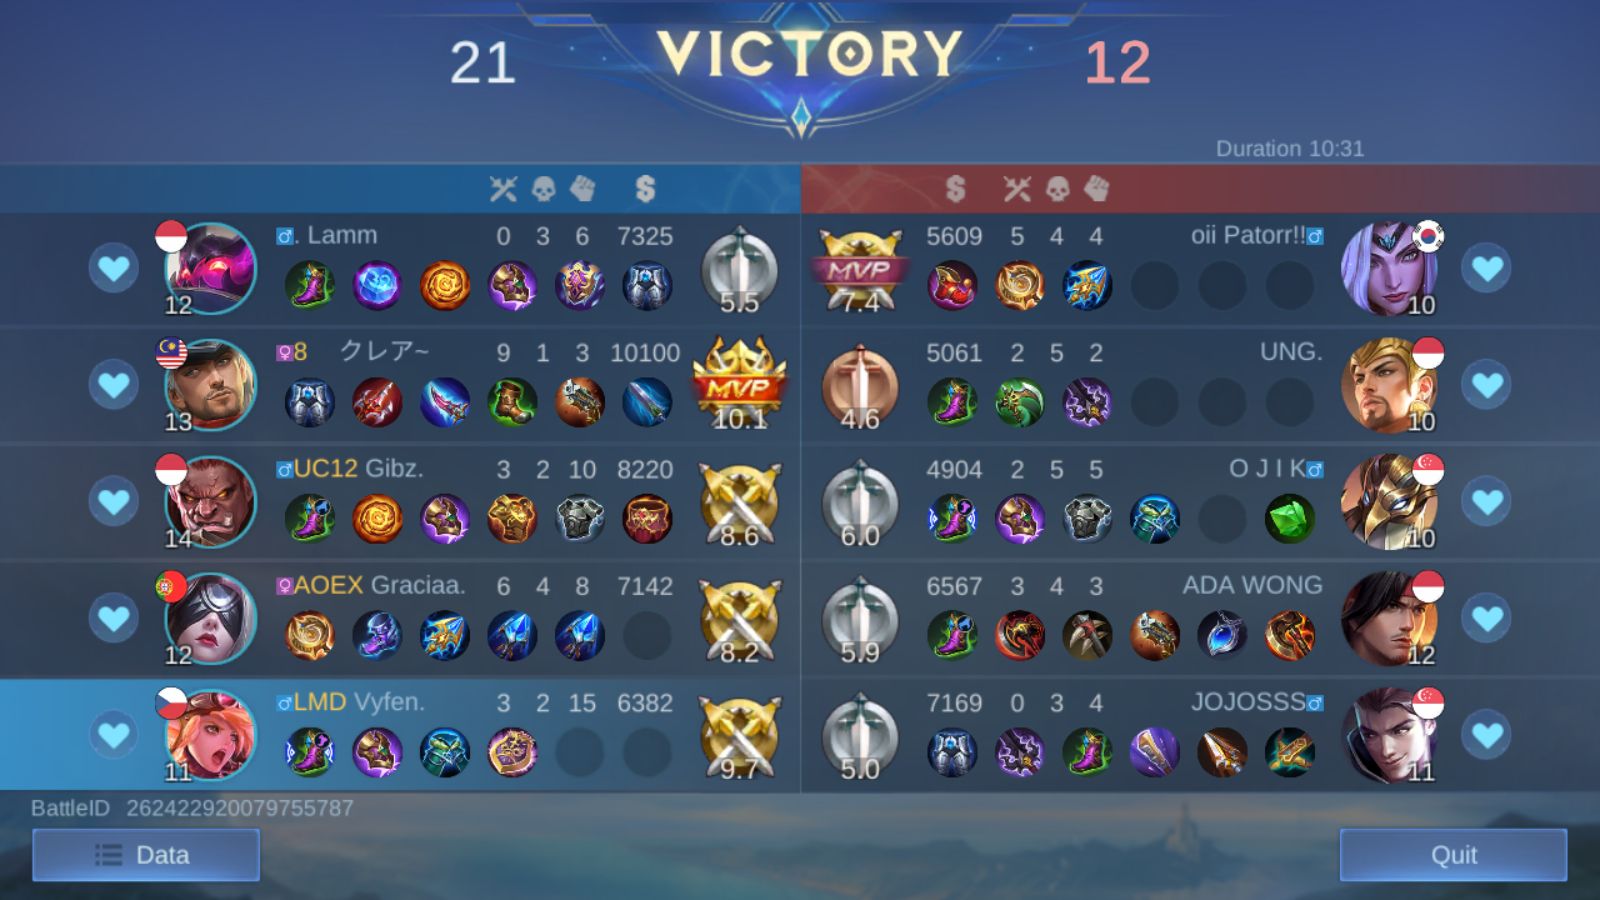 21 VICTORY 12
Duration 10:31
. Lamm 0 3 6 7325
12 5.5
MVP 7.4 5609 5 4 4 oii Patorr!!
10
8 クレア~ 9 1 3 10100
13 MVP 10.1
5061 2 5 2 UNG.
4.6 10
UC12 Gibz. 3 2 10 8220
14 8.6
4904 2 5 5 O J I K
6.0 10
AOEX Graciaa. 6 4 8 7142
12 8.2
6567 3 4 3 ADA WONG
5.9 12
LMD Vyfen. 3 2 15 6382
11 9.7
7169 0 3 4 JOJOSSS
5.0 11
BattleID 262422920079755787
Data Quit